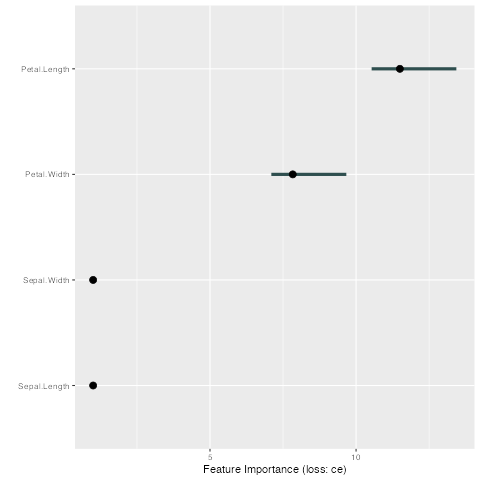 Petal.Length
Petal.Width
Sepal.Width
Sepal.Length
5
10
Feature Importance (loss: ce)